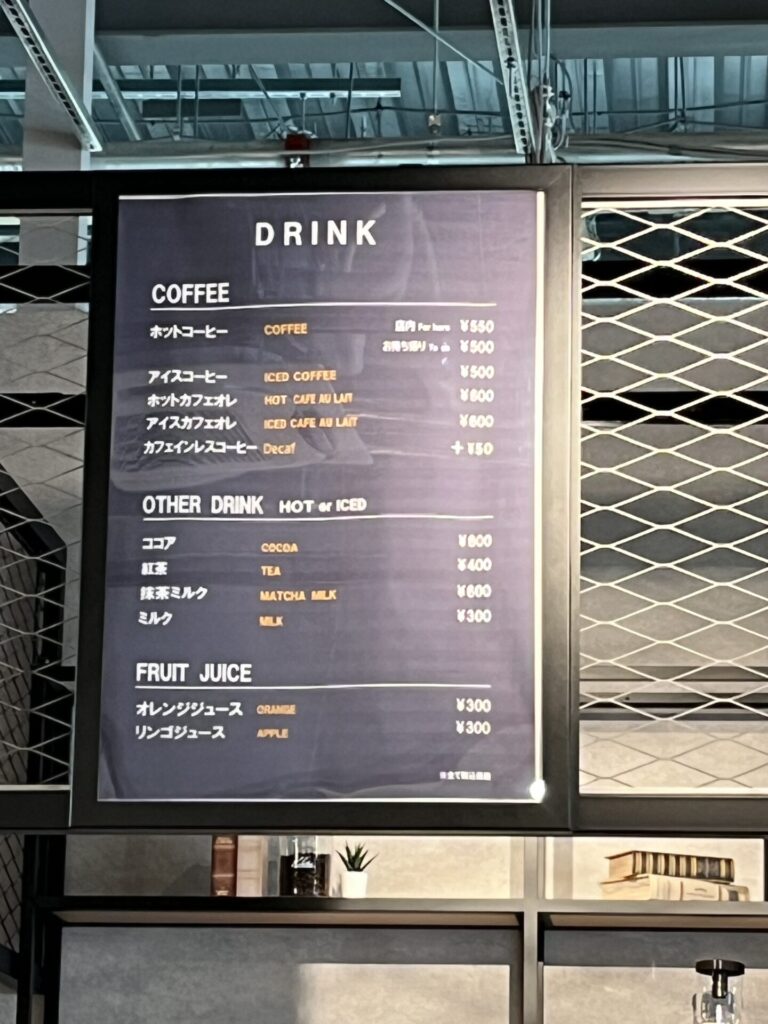 DRINK
COFFEE
ホットコーヒー COFFEE 店内 For here ¥550
お持ち帰り To go ¥500
アイスコーヒー ICED COFFEE ¥500
ホットカフェオレ HOT CAFE AU LAIT ¥600
アイスカフェオレ ICED CAFE AU LAIT ¥600
カフェインレスコーヒー Decaf +¥50
OTHER DRINK HOT or ICED
ココア COCOA ¥600
紅茶 TEA ¥400
抹茶ミルク MATCHA MILK ¥600
ミルク MILK ¥300
FRUIT JUICE
オレンジジュース ORANGE ¥300
リンゴジュース APPLE ¥300
※全て税込価格